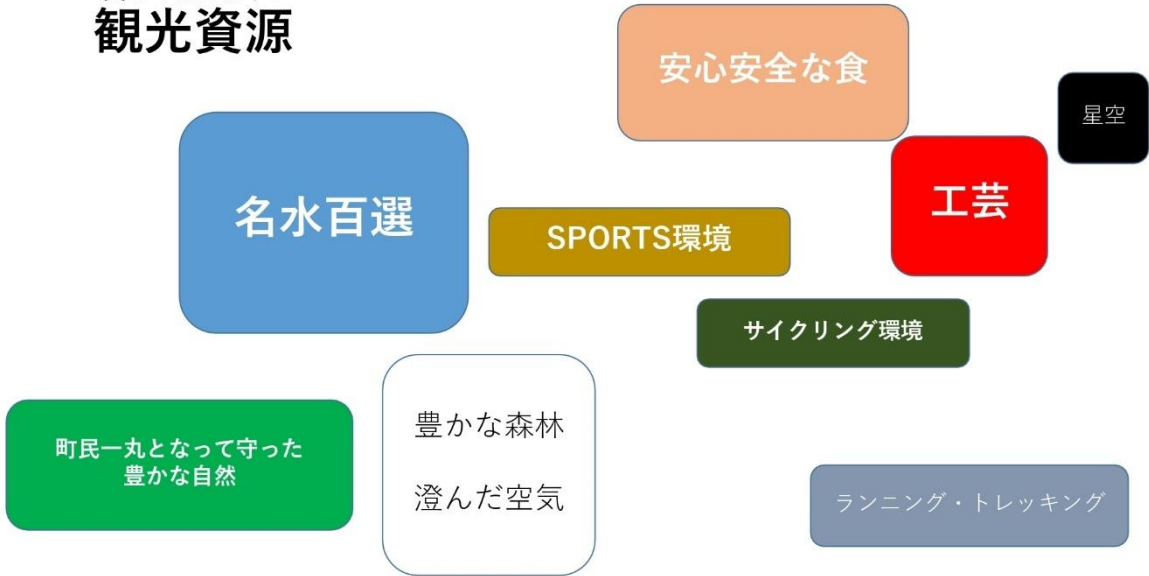 観光資源
安心安全な食
星空
名水百選
工芸
SPORTS環境
サイクリング環境
町民一丸となって守った
豊かな自然
豊かな森林
澄んだ空気
ランニング・トレッキング